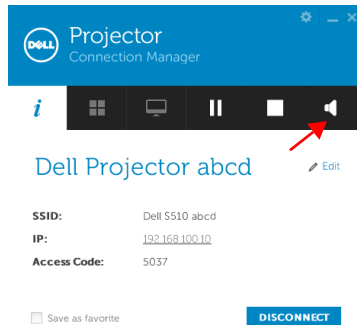 DELL
Projector
Connection Manager
i
Dell Projector abcd
Edit
SSID: Dell S510 abcd
IP: 192.168.100.10
Access Code: 5037
Save as favorite
DISCONNECT